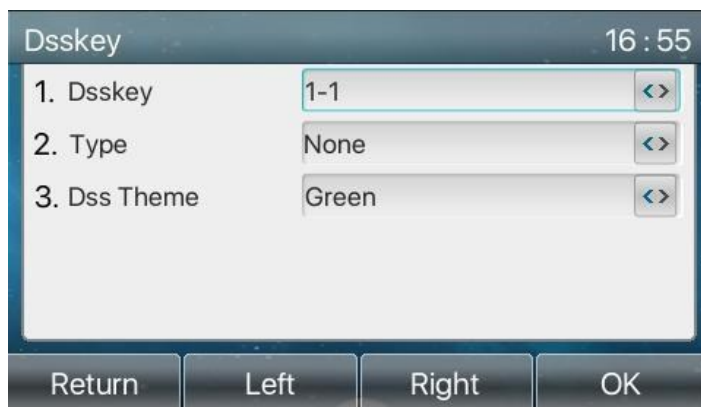 Dsskey 16 : 55
1. Dsskey 1-1 <>
2. Type None <>
3. Dss Theme Green <>
Return Left Right OK